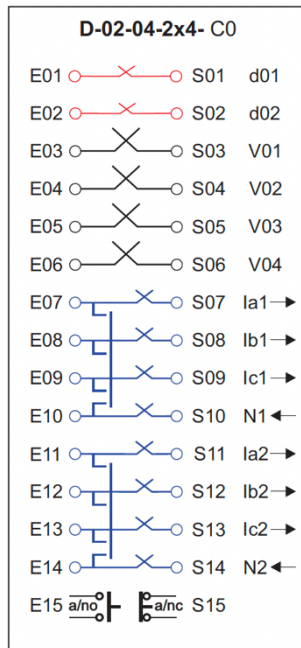 D-02-04-2x4- C0
E01 S01 d01
E02 S02 d02
E03 S03 V01
E04 S04 V02
E05 S05 V03
E06 S06 V04
E07 S07 Ia1
E08 S08 Ib1
E09 S09 Ic1
E10 S10 N1
E11 S11 Ia2
E12 S12 Ib2
E13 S13 Ic2
E14 S14 N2
E15 a/no a/nc S15